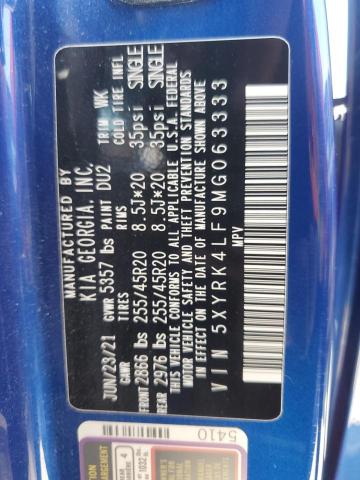 MANUFACTURED BY
KIA GEORGIA, INC.
JUN/23/21 GVWR 5357 lbs PAINT DU2 TRIM WK
GAWR TIRES RIMS COLD TIRE INFL
FRONT 2866 lbs 255/45R20 8.5J*20 35psi SINGLE
REAR 2976 lbs 255/45R20 8.5J*20 35psi SINGLE
THIS VEHICLE CONFORMS TO ALL APPLICABLE U.S.A. FEDERAL
MOTOR VEHICLE SAFETY AND THEFT PREVENTION STANDARDS
IN EFFECT ON THE DATE OF MANUFACTURE SHOWN ABOVE
VIN 5XYRK4LF9MG063333
MPV
5410
4